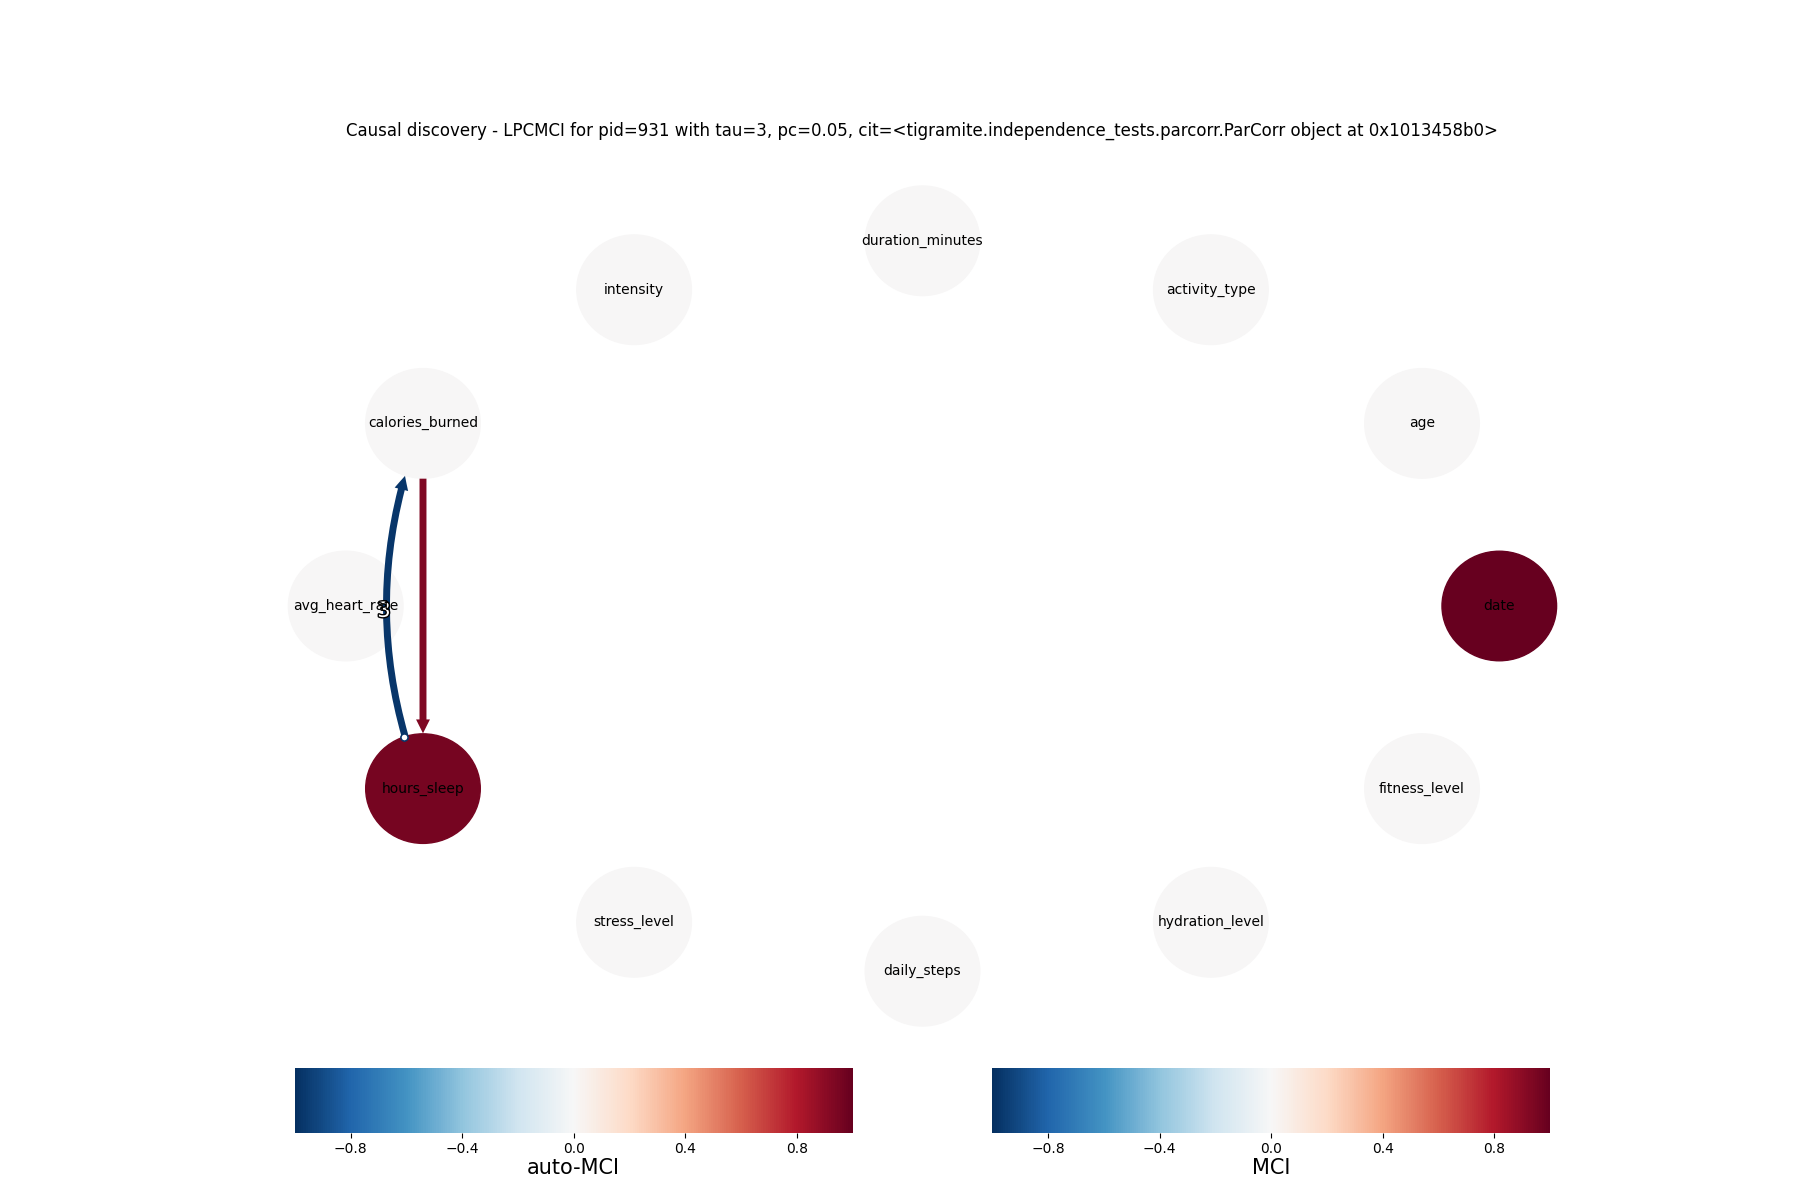 Causal discovery - LPCMCI for pid=931 with tau=3, pc=0.05, cit=<tigramite.independence_tests.parcorr.ParCorr object at 0x1013458b0>
duration_minutes
intensity
activity_type
calories_burned
age
avg_heart_rate
3
date
hours_sleep
fitness_level
stress_level
hydration_level
daily_steps
−0.8 −0.4 0.0 0.4 0.8
auto-MCI
−0.8 −0.4 0.0 0.4 0.8
MCI